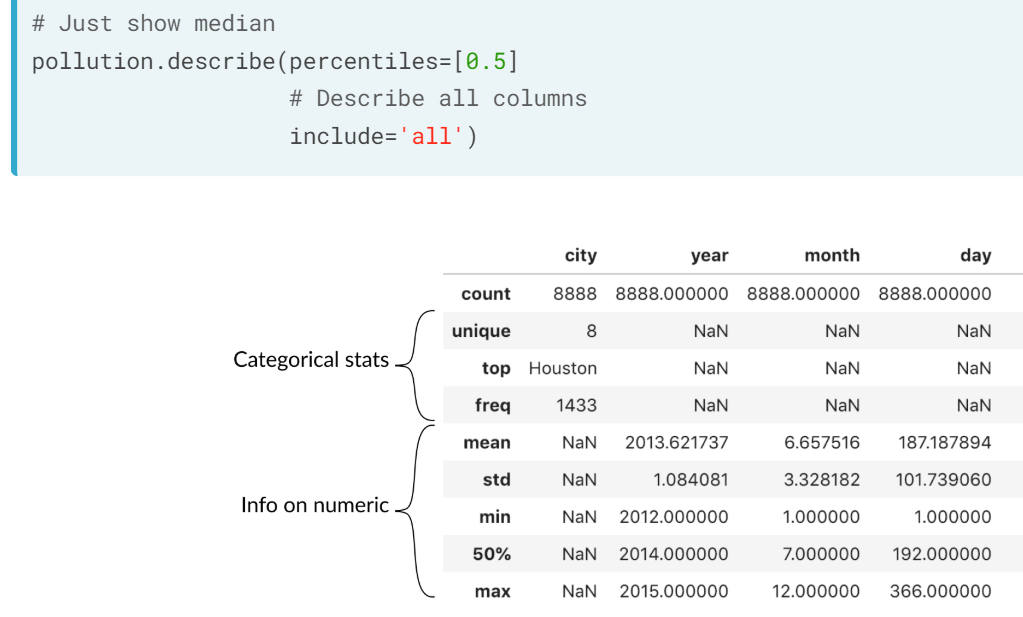 # Just show median
pollution.describe(percentiles=[0.5]
# Describe all columns
include='all')
city year month day
count 8888 8888.000000 8888.000000 8888.000000
unique 8 NaN NaN NaN
Categorical stats
top Houston NaN NaN NaN
freq 1433 NaN NaN NaN
mean NaN 2013.621737 6.657516 187.187894
std NaN 1.084081 3.328182 101.739060
Info on numeric
min NaN 2012.000000 1.000000 1.000000
50% NaN 2014.000000 7.000000 192.000000
max NaN 2015.000000 12.000000 366.000000